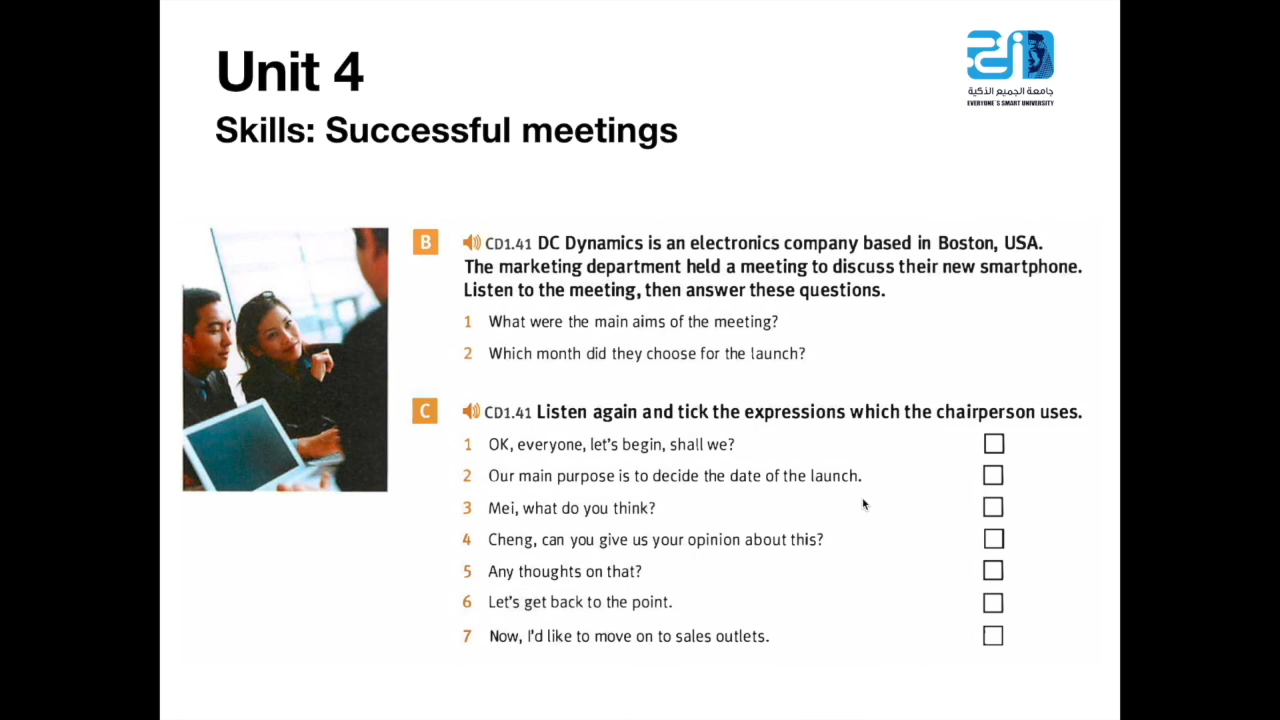 Unit 4
جامعة الجميع الذكية
EVERYONE`S SMART UNIVERSITY
Skills: Successful meetings
B CD1.41 DC Dynamics is an electronics company based in Boston, USA.
The marketing department held a meeting to discuss their new smartphone.
Listen to the meeting, then answer these questions.
1 What were the main aims of the meeting?
2 Which month did they choose for the launch?
C CD1.41 Listen again and tick the expressions which the chairperson uses.
1 OK, everyone, let's begin, shall we?
2 Our main purpose is to decide the date of the launch.
3 Mei, what do you think?
4 Cheng, can you give us your opinion about this?
5 Any thoughts on that?
6 Let's get back to the point.
7 Now, I'd like to move on to sales outlets.